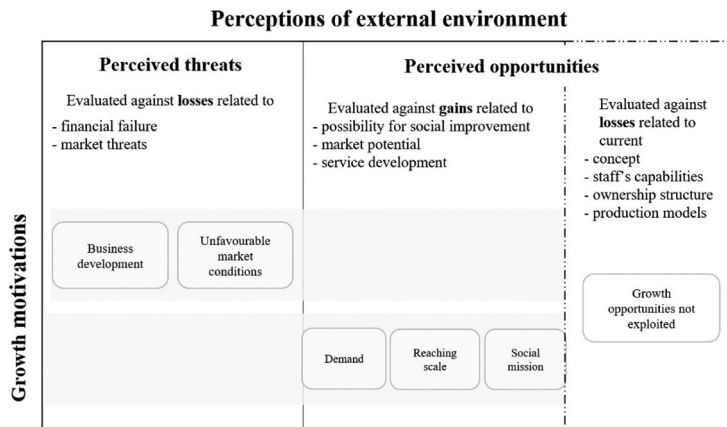 Perceptions of external environment
Perceived threats
Evaluated against losses related to
- financial failure
- market threats
Perceived opportunities
Evaluated against gains related to
- possibility for social improvement
- market potential
- service development
Evaluated against
losses related to
current
- concept
- staff's capabilities
- ownership structure
- production models
Growth motivations
Business
development
Unfavourable
market
conditions
Growth
opportunities not
exploited
Demand
Reaching
scale
Social
mission